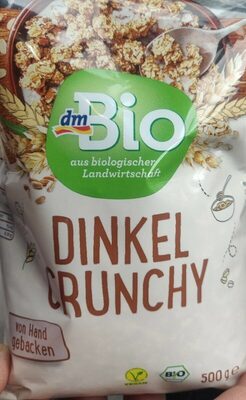 dm
Bio
aus biologischer
Landwirtschaft
DINKEL
CRUNCHY
von Hand
gebacken
500 g e
BIO